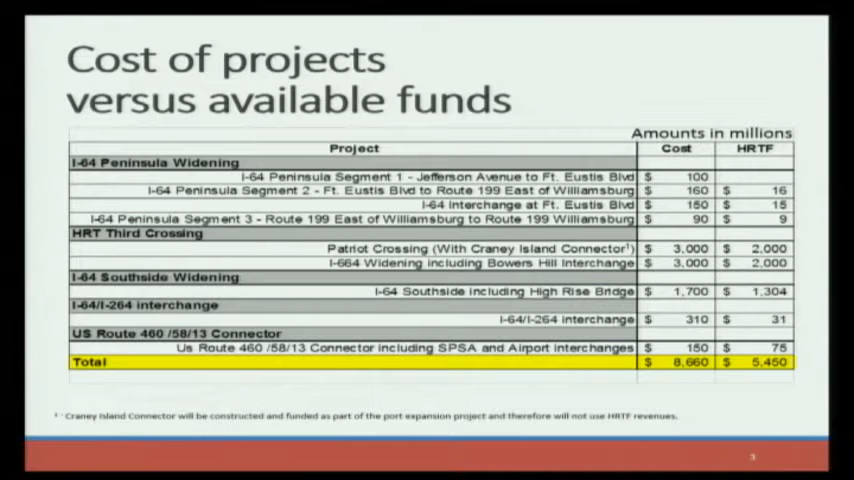 Cost of projects
versus available funds
Amounts in millions
Project Cost HRTF
I-64 Peninsula Widening
I-64 Peninsula Segment 1 - Jefferson Avenue to Ft. Eustis Blvd $ 100
I-64 Peninsula Segment 2 - Ft. Eustis Blvd to Route 199 East of Williamsburg $ 160 $ 16
I-64 Interchange at Ft. Eustis Blvd $ 150 $ 15
I-64 Peninsula Segment 3 - Route 199 East of Williamsburg to Route 199 Williamsburg $ 90 $ 9
HRT Third Crossing
Patriot Crossing (With Craney Island Connector¹) $ 3,000 $ 2,000
I-664 Widening including Bowers Hill Interchange $ 3,000 $ 2,000
I-64 Southside Widening
I-64 Southside including High Rise Bridge $ 1,700 $ 1,304
I-64/I-264 interchange
I-64/I-264 Interchange $ 310 $ 31
US Route 460 /58/13 Connector
Us Route 460 /58/13 Connector including SPSA and Airport interchanges $ 150 $ 75
Total $ 8,660 $ 5,450
¹ Craney Island Connector will be constructed and funded as part of the port expansion project and therefore will not use HRTF revenues.
3